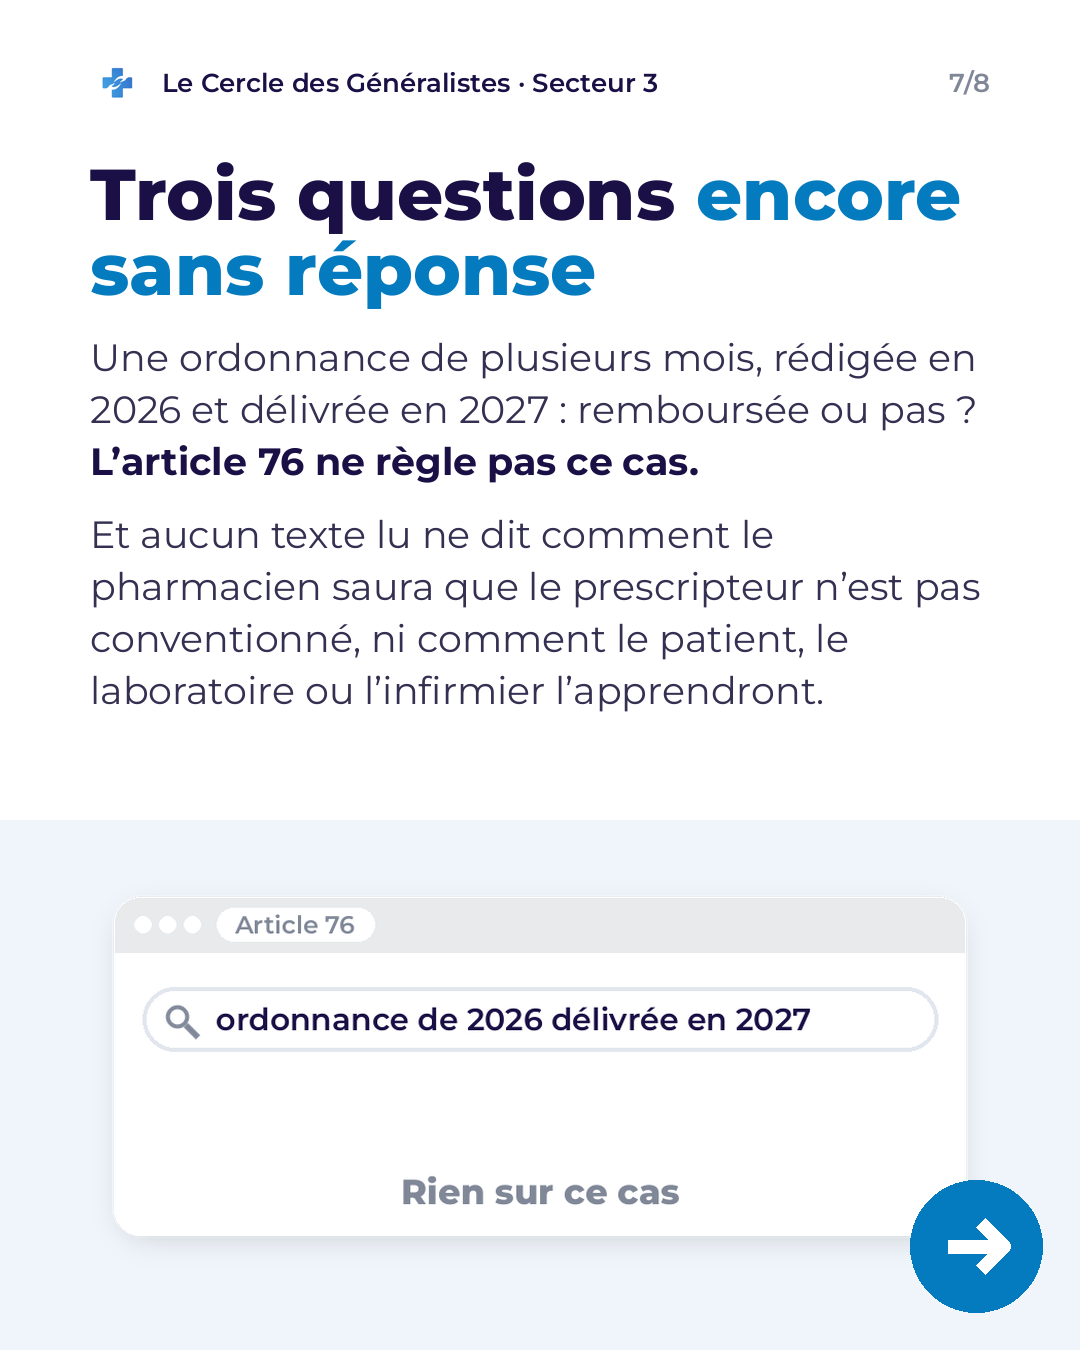 Le Cercle des Généralistes · Secteur 3
7/8
Trois questions encore
sans réponse
Une ordonnance de plusieurs mois, rédigée en
2026 et délivrée en 2027 : remboursée ou pas ?
L’article 76 ne règle pas ce cas.
Et aucun texte lu ne dit comment le
pharmacien saura que le prescripteur n’est pas
conventionné, ni comment le patient, le
laboratoire ou l’infirmier l’apprendront.
Article 76
ordonnance de 2026 délivrée en 2027
Rien sur ce cas